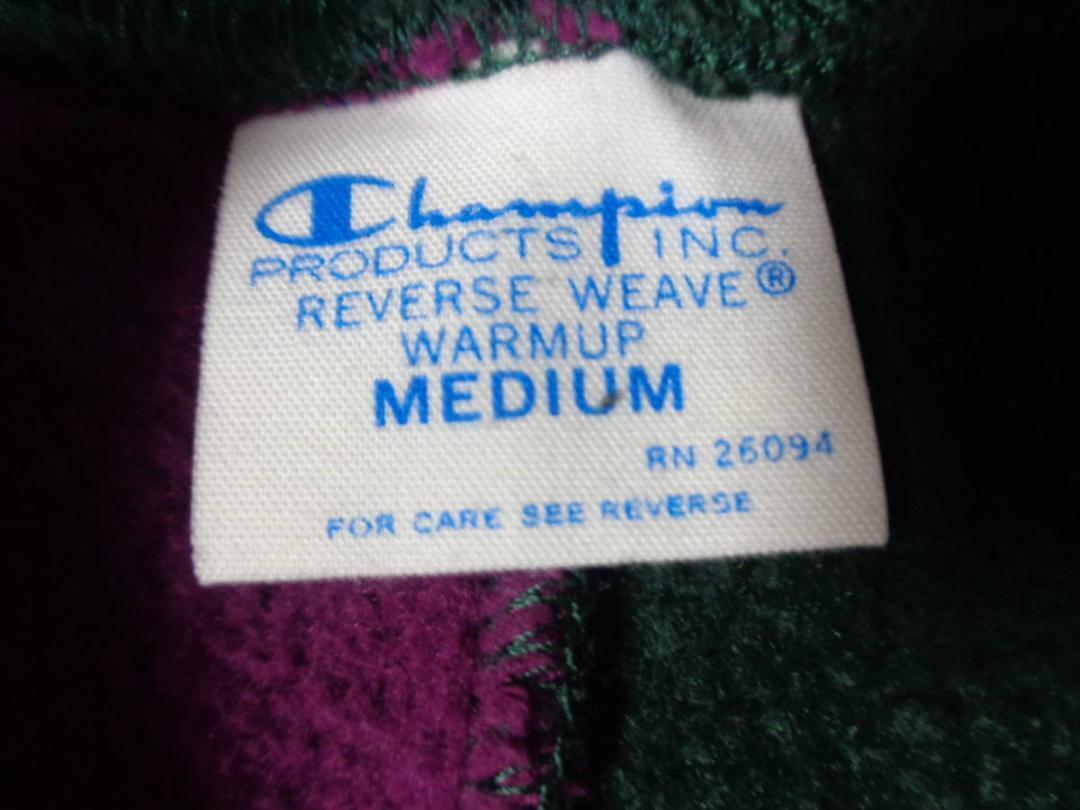 Champion
PRODUCTS INC.
REVERSE WEAVE®
WARMUP
MEDIUM
RN 26094
FOR CARE SEE REVERSE